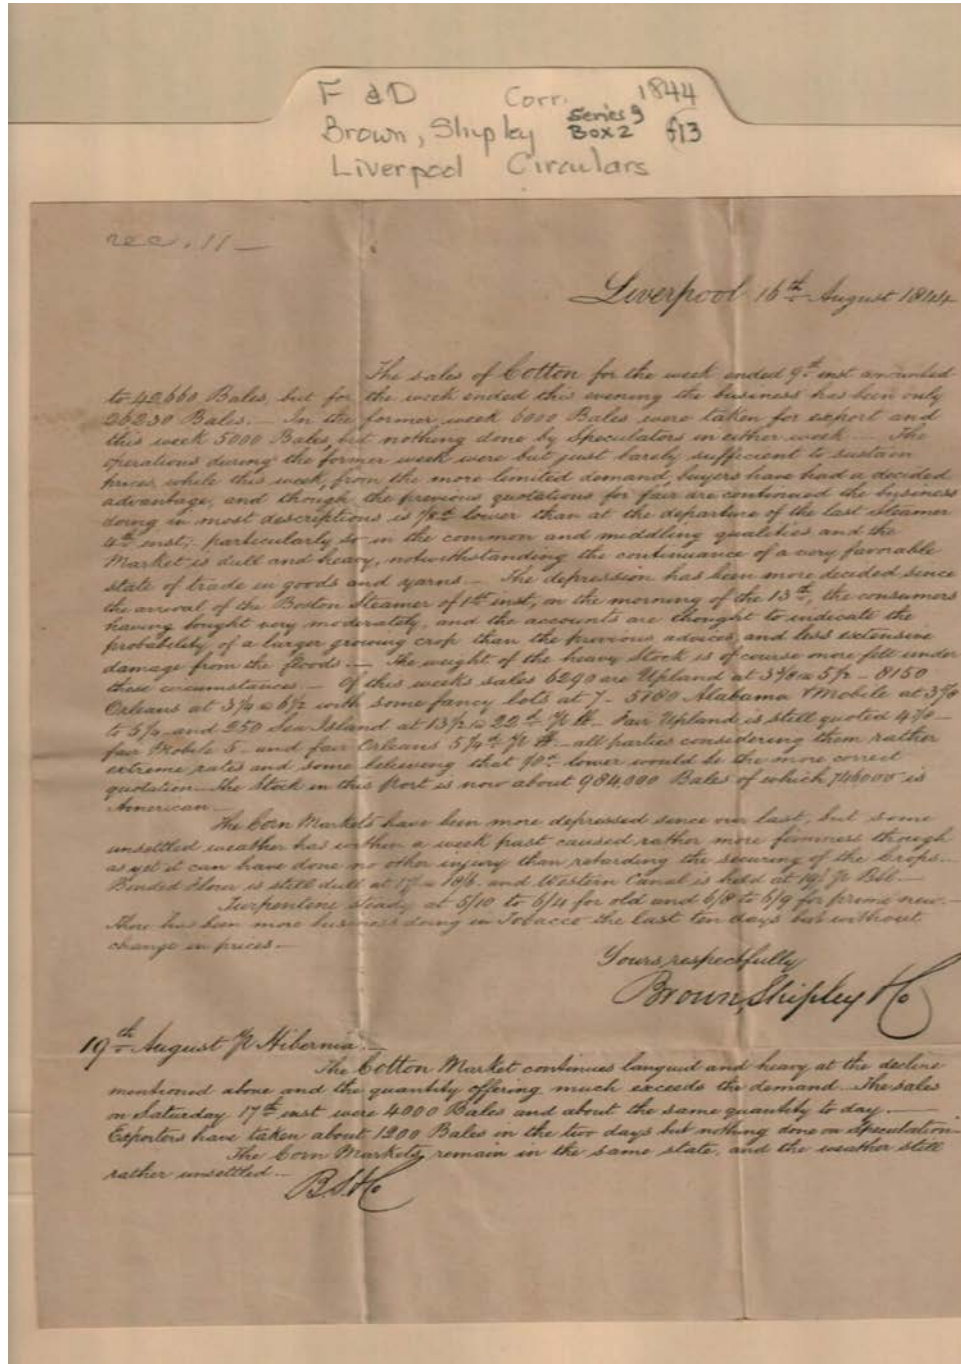 F & D Corr. 1844
Brown, Shipley Series 9 Box 2 f13
Liverpool Circulars
rec. 11
Liverpool 16th August 1844
The sales of Cotton for the week ended 9th inst amounted
to 42,660 Bales, but for the week ended this evening the business has been only
26230 Bales. — In the former week 6000 Bales were taken for export and
this week 5000 Bales, but nothing done by Speculators in either week — The
operations during the former week were but just barely sufficient to sustain
prices, while this week, from the more limited demand, buyers have had a decided
advantage, and though the previous quotations for fair are continued the business
doing in most descriptions is 1/8d lower than at the departure of the last Steamer
4th inst; particularly so in the common and middling qualities and the
Market is dull and heavy, notwithstanding the continuance of a very favorable
state of trade in goods and yarns — The depression has been more decided since
the arrival of the Boston Steamer of 1st inst, on the morning of the 13th, the consumers
having bought very moderately, and the accounts are thought to indicate the
probability of a larger growing crop than the previous advices, and less extensive
damage from the floods. — The weight of the heavy Stock is of course more felt under
these circumstances. — Of this weeks sales 6290 are Upland at 3 3/8 a 5 1/2 - 8150
Orleans at 3 1/4 a 6 1/2 with some fancy lots at 7 - 5780 Alabama & Mobile at 3 3/8
to 5 1/4 and 250 Sea Island at 13 1/2 a 22d pr lb. Fair Upland is still quoted 4 7/8 -
fair Mobile 5 - and fair Orleans 5 1/4d pr lb. — all parties considering them rather
extreme rates and some believing that lower would be the more correct
quotation — The Stock in this Port is now about 984,000 Bales of which 746000 is
American —
The Corn Markets have been more depressed since our last, but some
unsettled weather has within a week past caused rather more firmness though
as yet it can have done no other injury than retarding the securing of the Crops. —
Bonded Flour is still dull at 17/ a 18/6 and Western Canal is held at 19/ pr Bbl. —
Turpentine steady at 5/10 to 6/4 for old and 6/8 to 6/9 for prime new. —
There has been more business doing in Tobacco the last ten days but without
change in prices. —
Yours respectfully
Brown, Shipley & Co
19th August pr Hibernia. —
The Cotton Market continues languid and heavy at the decline
mentioned above and the quantity offering much exceeds the demand. The sales
on Saturday 17th inst were 4000 Bales and about the same quantity to day. —
Exporters have taken about 1200 Bales in the two days but nothing done on Speculation —
The Corn Markets remain in the same state, and the weather still
rather unsettled —
B. S. & Co